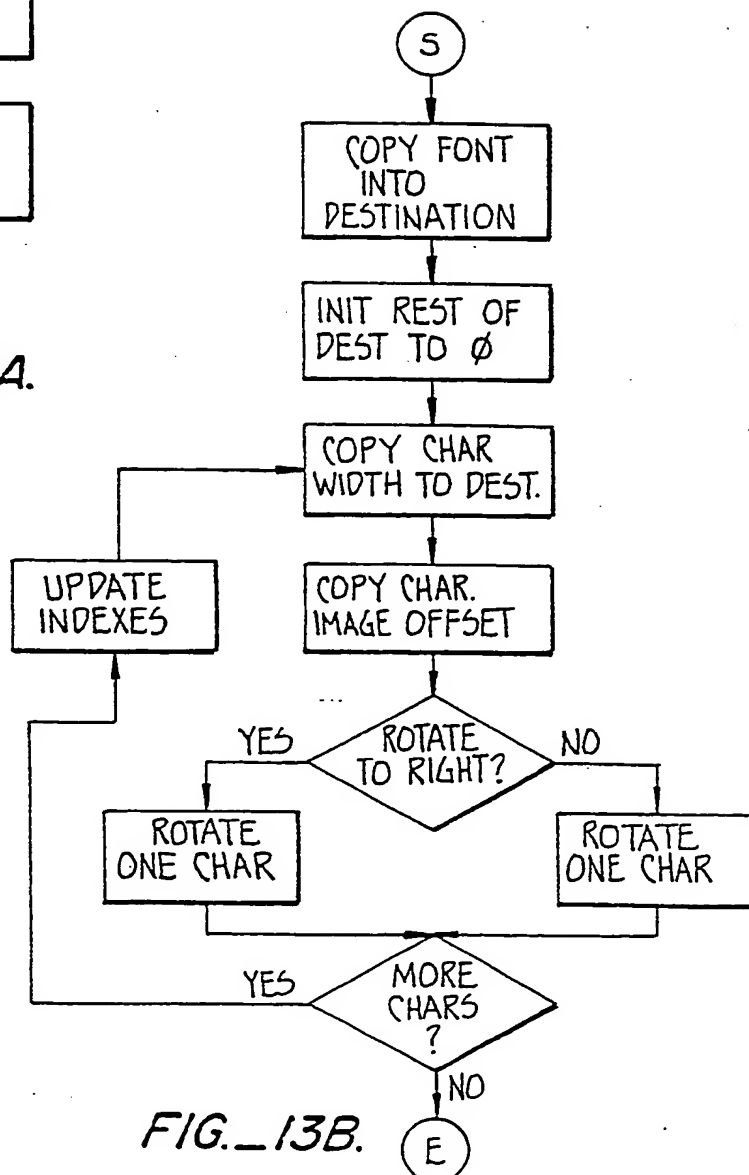 S
COPY FONT
INTO
DESTINATION
INIT REST OF
DEST TO Ø
A.
COPY CHAR
WIDTH TO DEST.
UPDATE
INDEXES
COPY CHAR.
IMAGE OFFSET
YES
ROTATE
TO RIGHT?
NO
ROTATE
ONE CHAR
ROTATE
ONE CHAR
YES
MORE
CHARS
?
NO
FIG._13B.
E